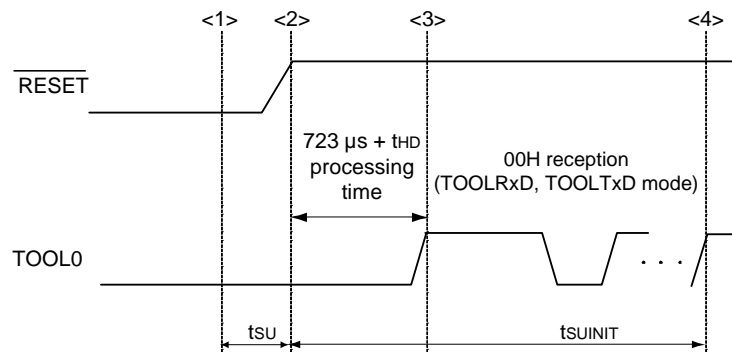 <1> <2> <3> <4>
RESET
723 µs + tHD
processing
time
00H reception
(TOOLRxD, TOOLTxD mode)
TOOL0
. . .
tSU
tSUINIT